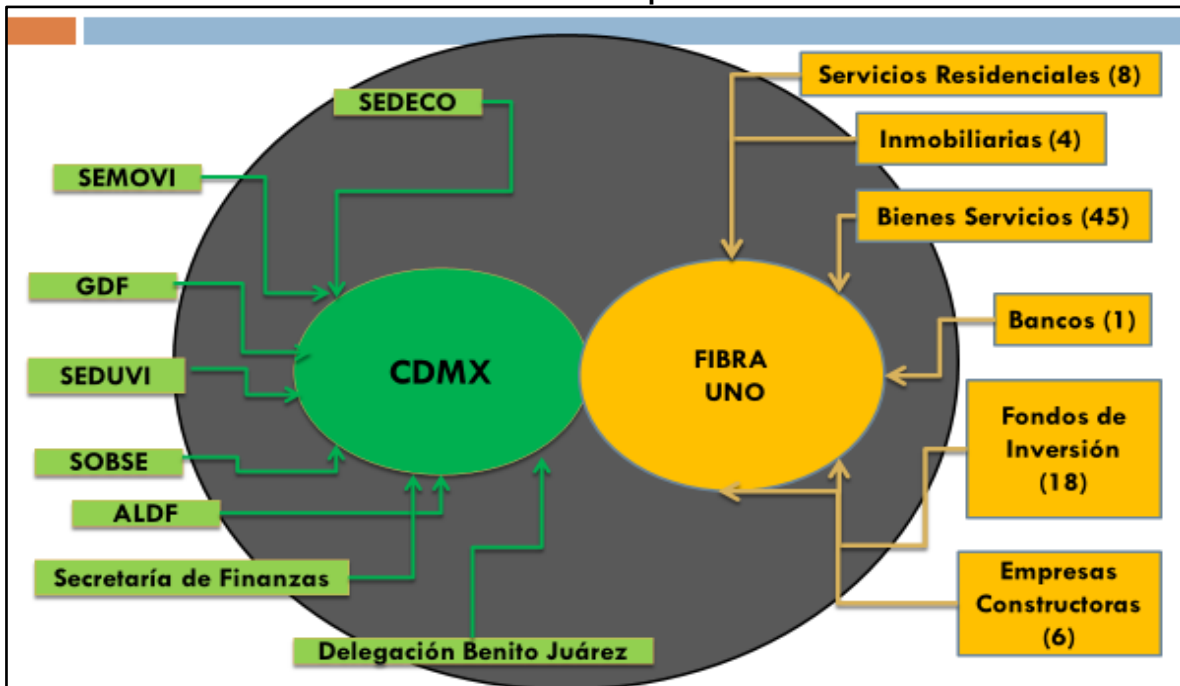 SEDECO
SEMOVI
GDF
SEDUVI
SOBSE
ALDF
Secretaría de Finanzas
Delegación Benito Juárez
CDMX
FIBRA
UNO
Servicios Residenciales (8)
Inmobiliarias (4)
Bienes Servicios (45)
Bancos (1)
Fondos de
Inversión
(18)
Empresas
Constructoras
(6)